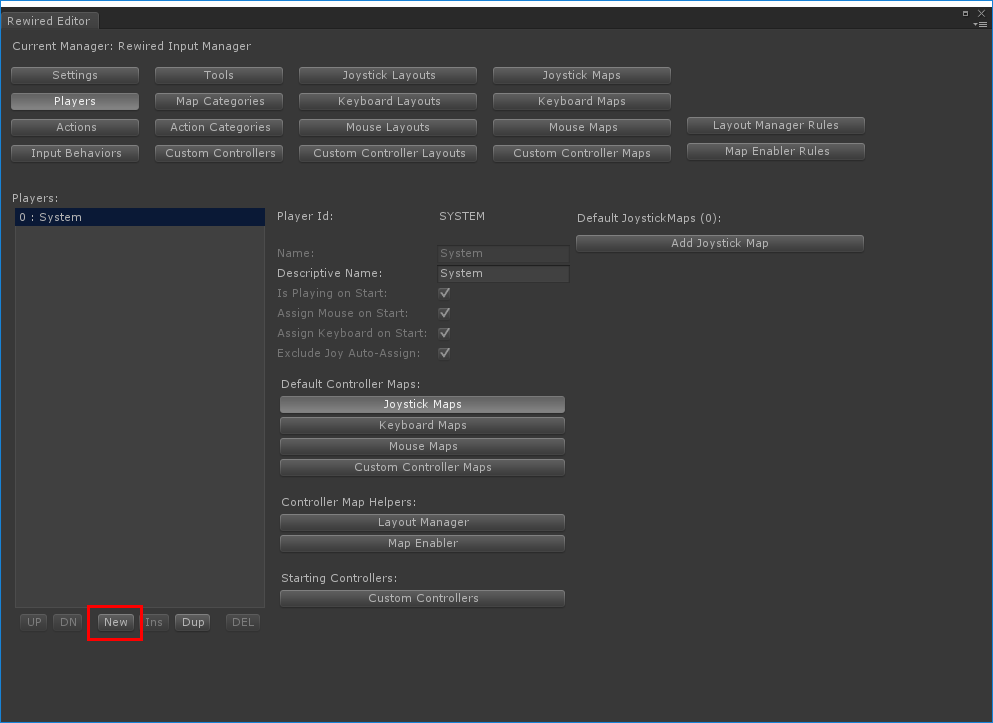 Rewired Editor
Current Manager: Rewired Input Manager
Settings Tools Joystick Layouts Joystick Maps
Players Map Categories Keyboard Layouts Keyboard Maps
Actions Action Categories Mouse Layouts Mouse Maps Layout Manager Rules
Input Behaviors Custom Controllers Custom Controller Layouts Custom Controller Maps Map Enabler Rules
Players:
0 : System
Player Id: SYSTEM
Name: System
Descriptive Name: System
Is Playing on Start:
Assign Mouse on Start:
Assign Keyboard on Start:
Exclude Joy Auto-Assign:
Default Controller Maps:
Joystick Maps
Keyboard Maps
Mouse Maps
Custom Controller Maps
Controller Map Helpers:
Layout Manager
Map Enabler
Starting Controllers:
Custom Controllers
Default JoystickMaps (0):
Add Joystick Map
UP DN New Ins Dup DEL